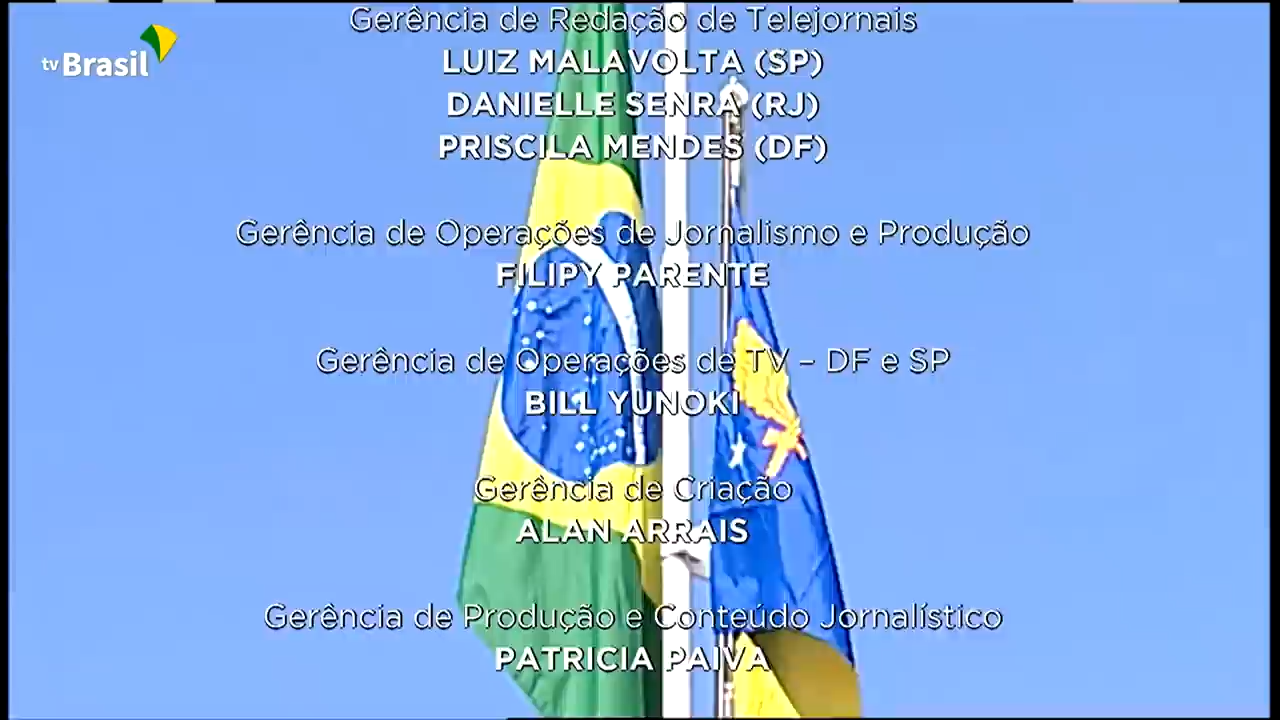 tv Brasil
Gerência de Redação de Telejornais
LUIZ MALAVOLTA (SP)
DANIELLE SENRA (RJ)
PRISCILA MENDES (DF)
Gerência de Operações de Jornalismo e Produção
FILIPY PARENTE
Gerência de Operações de TV – DF e SP
BILL YUNOKI
Gerência de Criação
ALAN ARRAIS
Gerência de Produção e Conteúdo Jornalístico
PATRICIA PAIVA